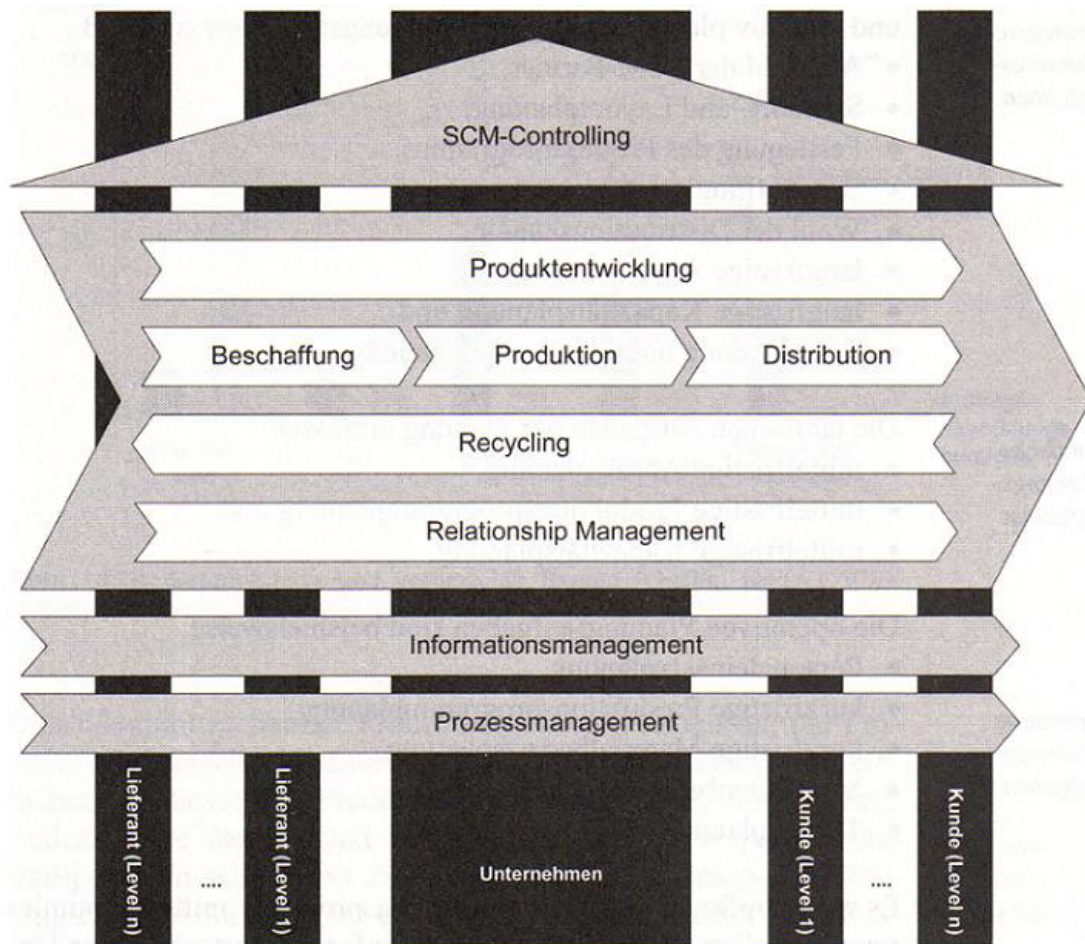 SCM-Controlling
Produktentwicklung
Beschaffung
Produktion
Distribution
Recycling
Relationship Management
Informationsmanagement
Prozessmanagement
Lieferant (Level n)
....
Lieferant (Level 1)
Unternehmen
Kunde (Level 1)
....
Kunde (Level n)